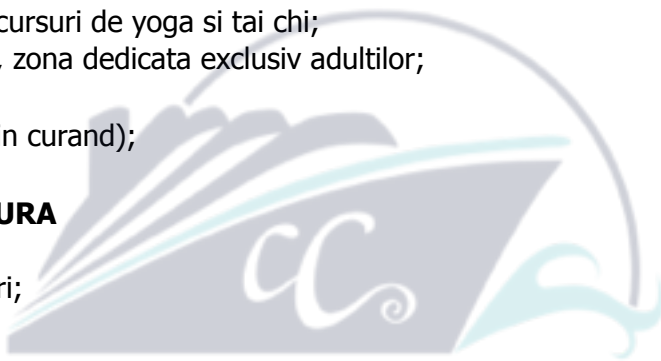 cursuri de yoga si tai chi;
, zona dedicata exclusiv adultilor;
in curand);
URA
ri;
CC